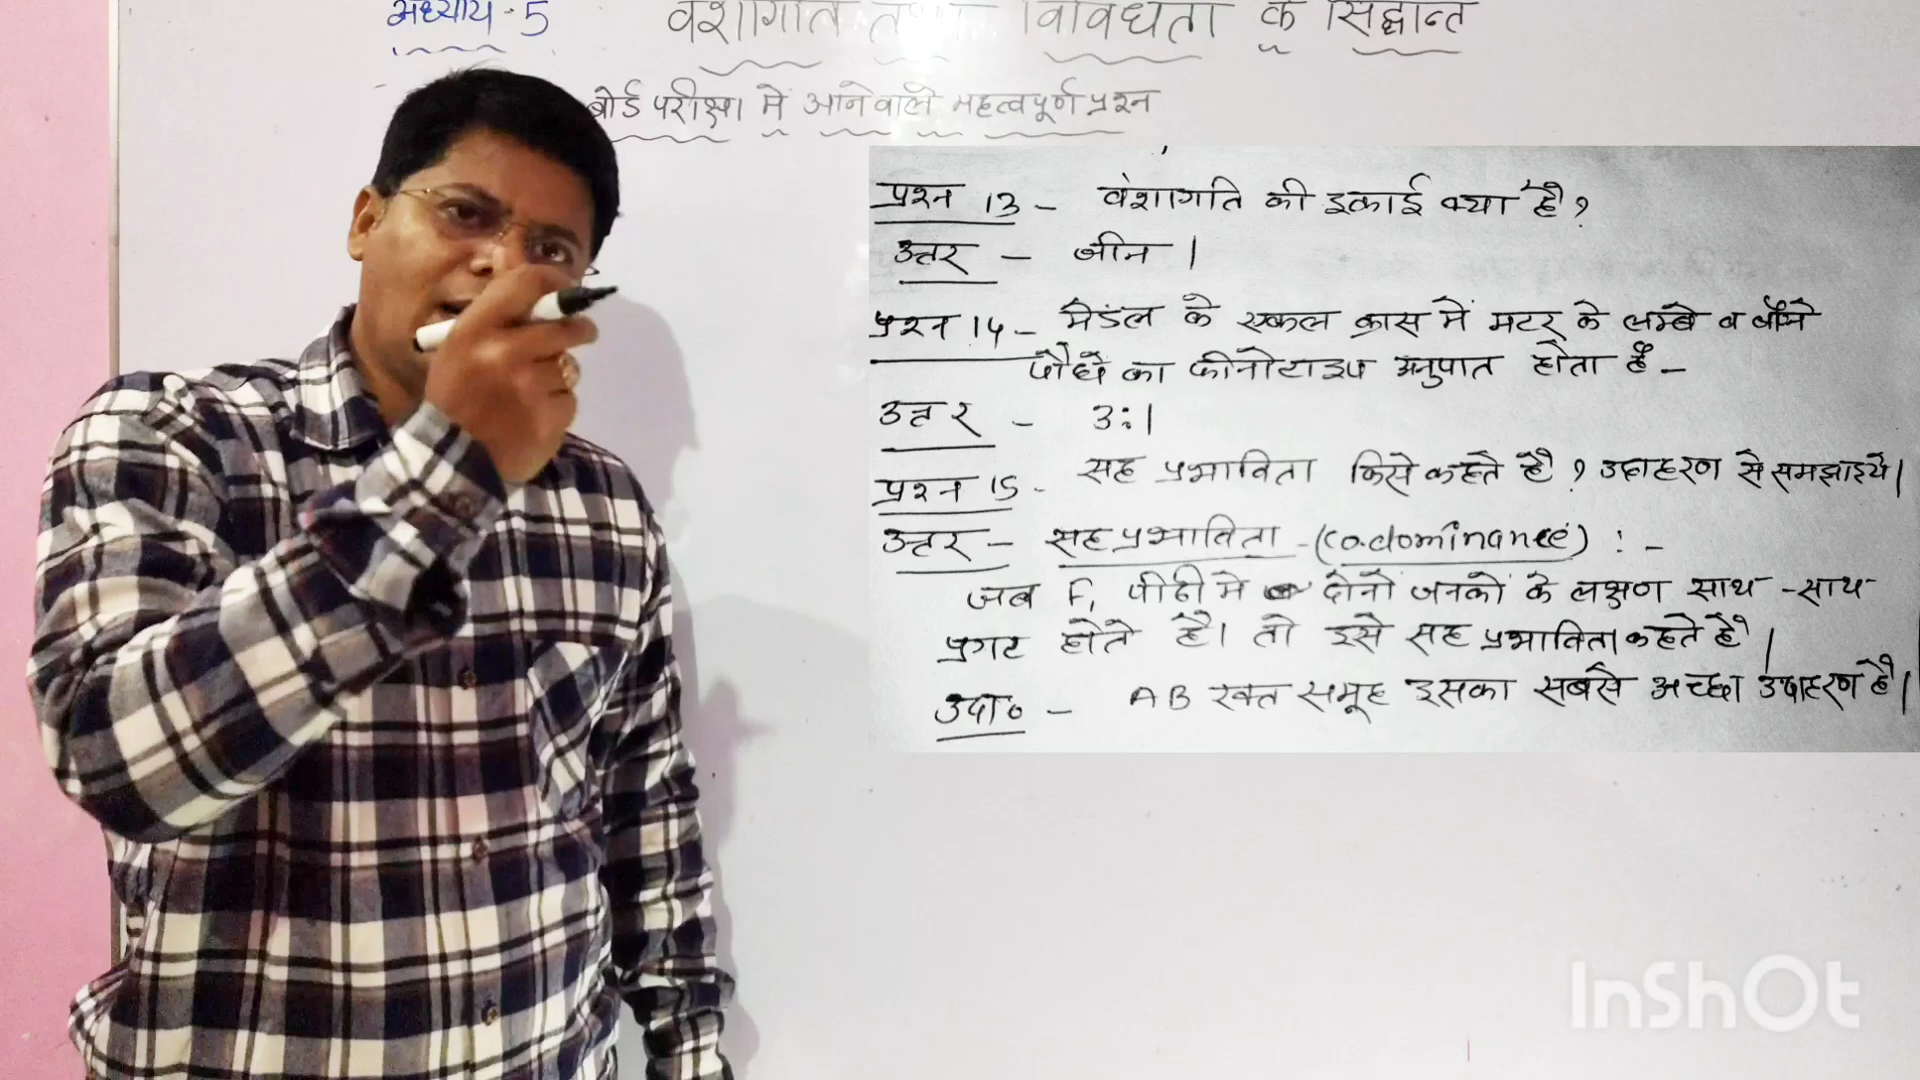 अध्याय - 5 वंशागति तथा विविधता के सिद्धान्त
बोर्ड परीक्षा में आनेवाले महत्वपूर्ण प्रश्न
प्रश्न 13 - वंशागति की इकाई क्या है ?
उत्तर - जीन ।
प्रश्न 14 - मेंडल के एकल क्रास में मटर के लम्बे व बौने
पौधे का फीनोटाइप अनुपात होता है -
उत्तर - 3:1
प्रश्न 15 - सह प्रभाविता किसे कहते है ? उदाहरण से समझाइये।
उत्तर - सह प्रभाविता - (co.dominance) : -
जब F₁ पीढी मे दोनों जनकों के लक्षण साथ - साथ
प्रगट होते है। तो इसे सह प्रभाविता कहते है ।
उदा० - AB रक्त समूह इसका सबसे अच्छा उदाहरण है।
InShOt